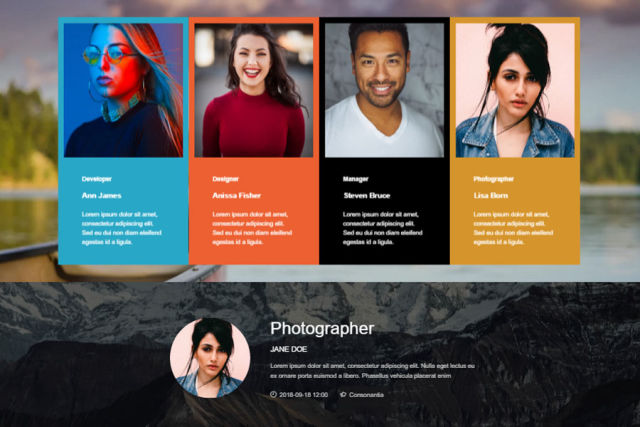 Developer
Ann James
Lorem ipsum dolor sit amet,
consectetur adipiscing elit.
Sed eu dui non diam eleifend
egestas id a ligula.
Designer
Anissa Fisher
Lorem ipsum dolor sit amet,
consectetur adipiscing elit.
Sed eu dui non diam eleifend
egestas id a ligula.
Manager
Steven Bruce
Lorem ipsum dolor sit amet,
consectetur adipiscing elit.
Sed eu dui non diam eleifend
egestas id a ligula.
Photographer
Lisa Born
Lorem ipsum dolor sit amet,
consectetur adipiscing elit.
Sed eu dui non diam eleifend
egestas id a ligula.
Photographer
JANE DOE
Lorem ipsum dolor sit amet, consectetur adipiscing elit. Nulla eget lectus eu
ex ornare porta euismod a libero. Phasellus vehicula placerat enim
2018-09-18 12:00 Consonantia